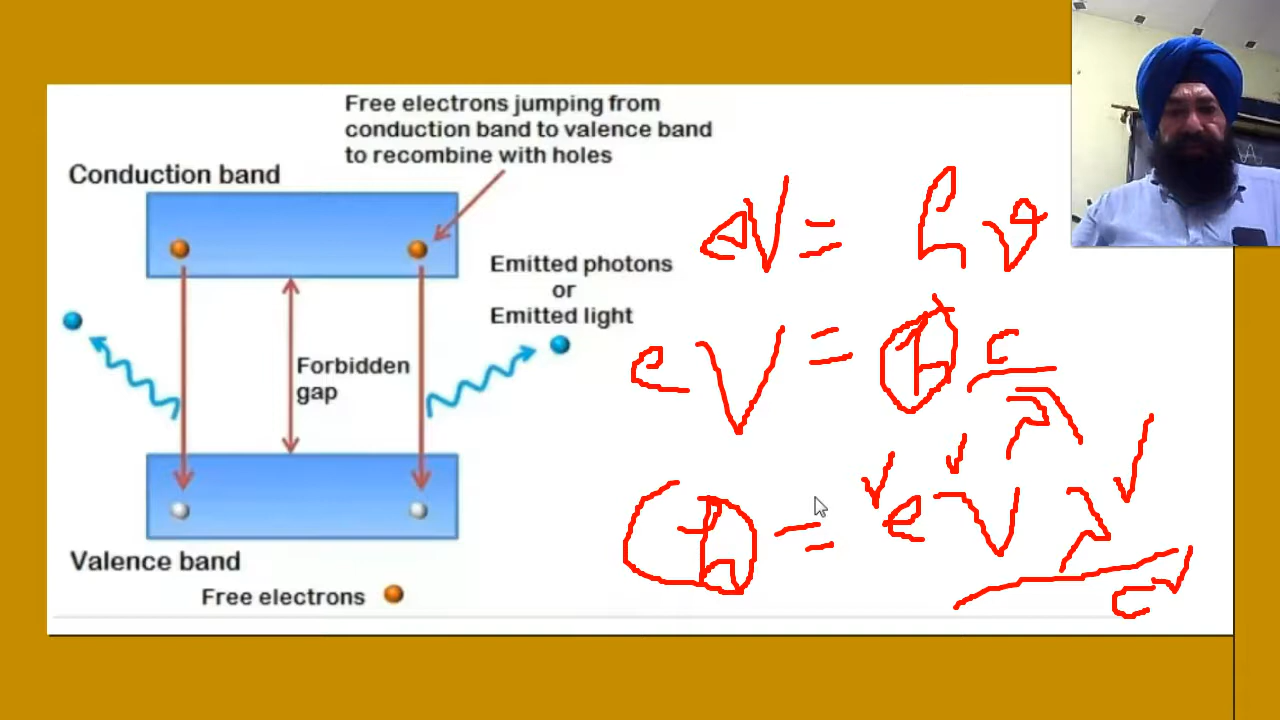 Free electrons jumping from
conduction band to valence band
to recombine with holes
Conduction band
Emitted photons
or
Emitted light
Forbidden
gap
Valence band
Free electrons
eV = hν
eV = h c/λ
h = eVλ/c